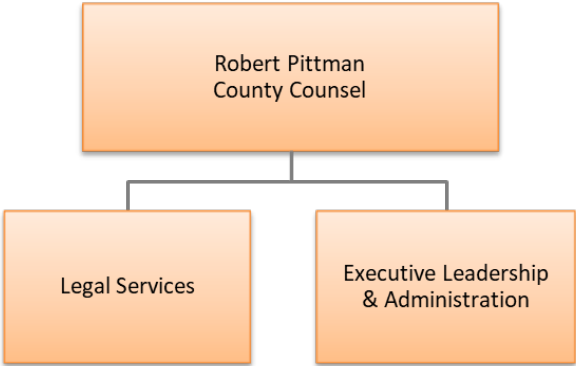 Robert Pittman
County Counsel
Legal Services
Executive Leadership
& Administration